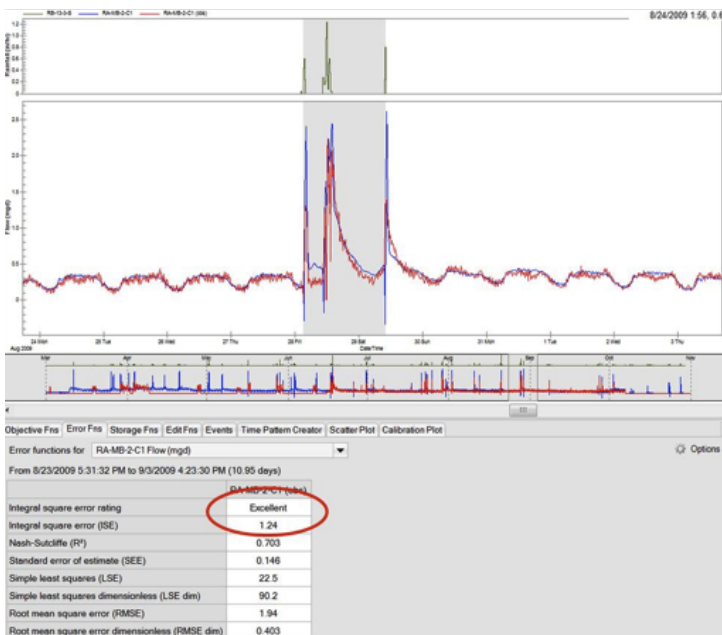 RA-MB-2-C1
RA-MB-2-C1 (obs)
8/24/2009 1:56, 0.6
Rainfall (in/hr)
Flow (mgd)
24 Mon
25 Tue
26 Wed
27 Thu
28 Fri
29 Sat
30 Sun
31 Mon
1 Tue
2 Wed
3 Thu
Aug 2009
Date/Time
Mar
Apr
May
Jun
Jul
Aug
Sep
Oct
Nov
Objective Fns
Error Fns
Storage Fns
Edit Fns
Events
Time Pattern Creator
Scatter Plot
Calibration Plot
Error functions for
RA-MB-2-C1 Flow (mgd)
Options
From 8/23/2009 5:31:32 PM to 9/3/2009 4:23:30 PM (10.95 days)
RA-MB-2-C1 (obs)
Integral square error rating
Excellent
Integral square error (ISE)
1.24
Nash-Sutcliffe (R²)
0.703
Standard error of estimate (SEE)
0.146
Simple least squares (LSE)
22.5
Simple least squares dimensionless (LSE dim)
90.2
Root mean square error (RMSE)
1.94
Root mean square error dimensionless (RMSE dim)
0.403